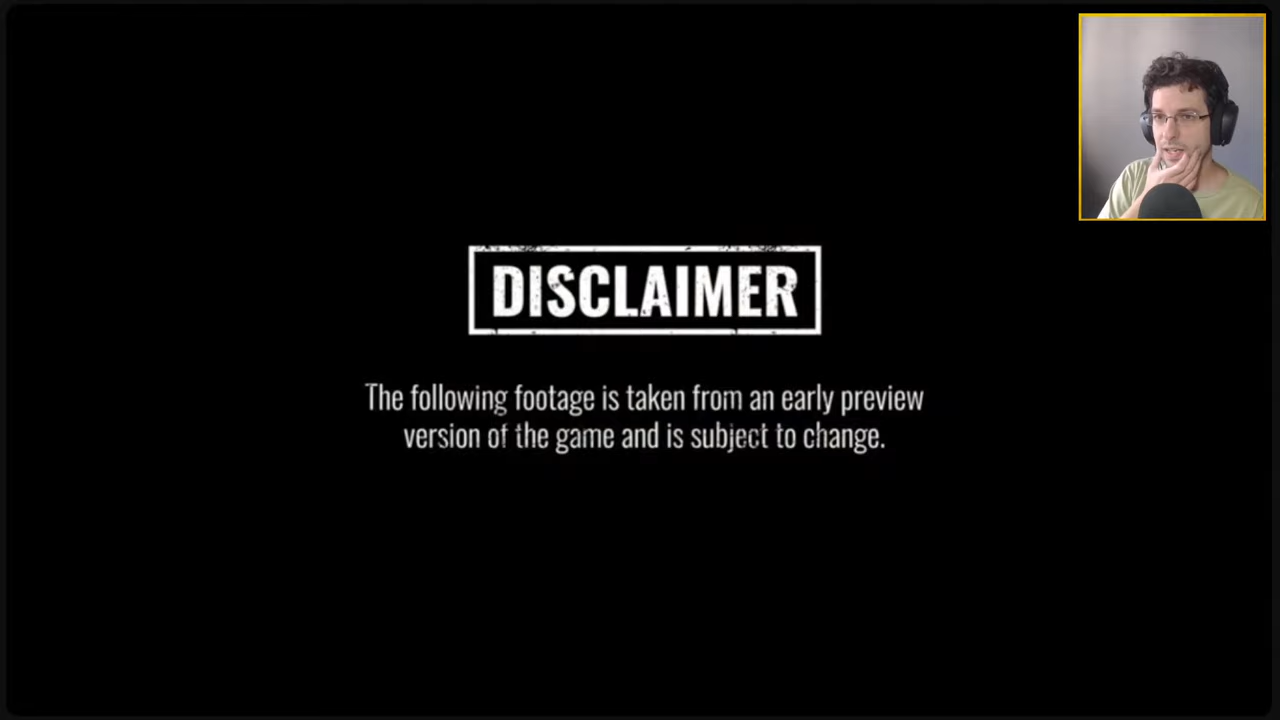 DISCLAIMER
The following footage is taken from an early preview
version of the game and is subject to change.